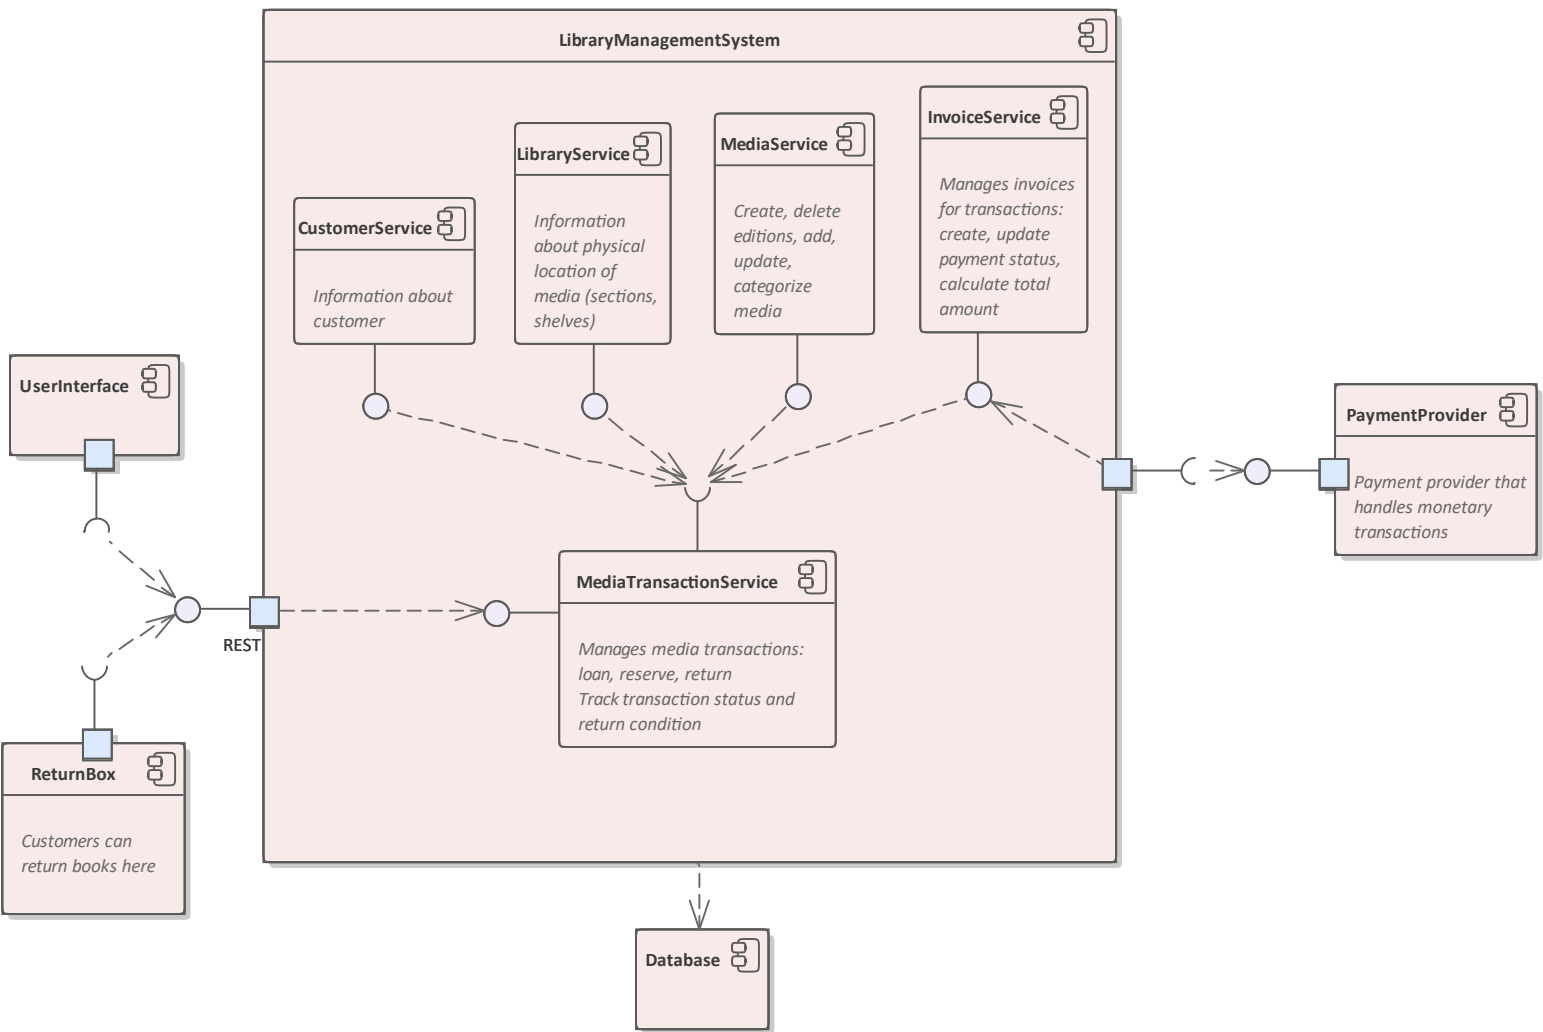 LibraryManagementSystem
CustomerService
Information about
customer
LibraryService
Information
about physical
location of
media (sections,
shelves)
MediaService
Create, delete
editions, add,
update,
categorize
media
InvoiceService
Manages invoices
for transactions:
create, update
payment status,
calculate total
amount
UserInterface
PaymentProvider
Payment provider that
handles monetary
transactions
MediaTransactionService
Manages media transactions:
loan, reserve, return
Track transaction status and
return condition
REST
ReturnBox
Customers can
return books here
Database